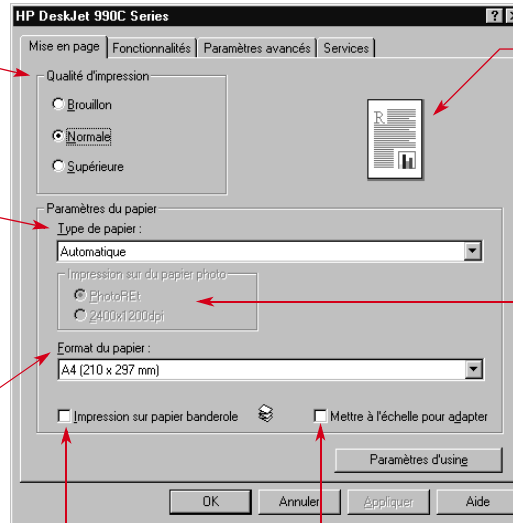 HP DeskJet 990C Series
Mise en page Fonctionnalités Paramètres avancés Services
Qualité d'impression
Brouillon
Normale
Supérieure
R
Paramètres du papier
Type de papier :
Automatique
Impression sur du papier photo
PhotoREt
2400x1200dpi
Format du papier :
A4 (210 x 297 mm)
Impression sur papier banderole Mettre à l'échelle pour adapter
Paramètres d'usine
OK Annuler Appliquer Aide